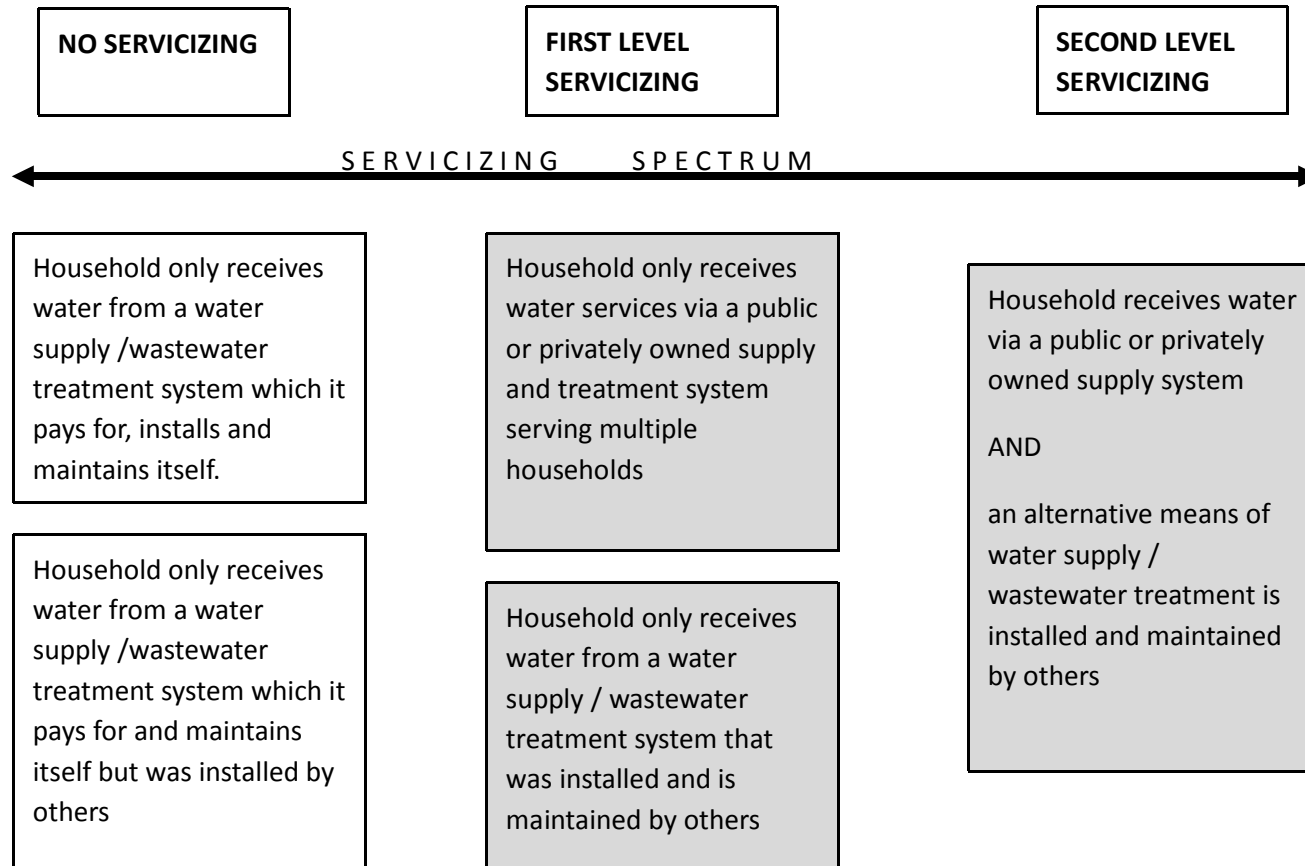 NO SERVICIZING
FIRST LEVEL
SERVICIZING
SECOND LEVEL
SERVICIZING
SERVICIZING SPECTRUM
Household only receives
water from a water
supply /wastewater
treatment system which it
pays for, installs and
maintains itself.
Household only receives
water from a water
supply /wastewater
treatment system which it
pays for and maintains
itself but was installed by
others
Household only receives
water services via a public
or privately owned supply
and treatment system
serving multiple
households
Household only receives
water from a water
supply / wastewater
treatment system that
was installed and is
maintained by others
Household receives water
via a public or privately
owned supply system
AND
an alternative means of
water supply /
wastewater treatment is
installed and maintained
by others